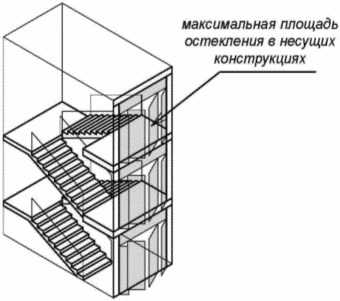 максимальная площадь
остекления в несущих
конструкциях